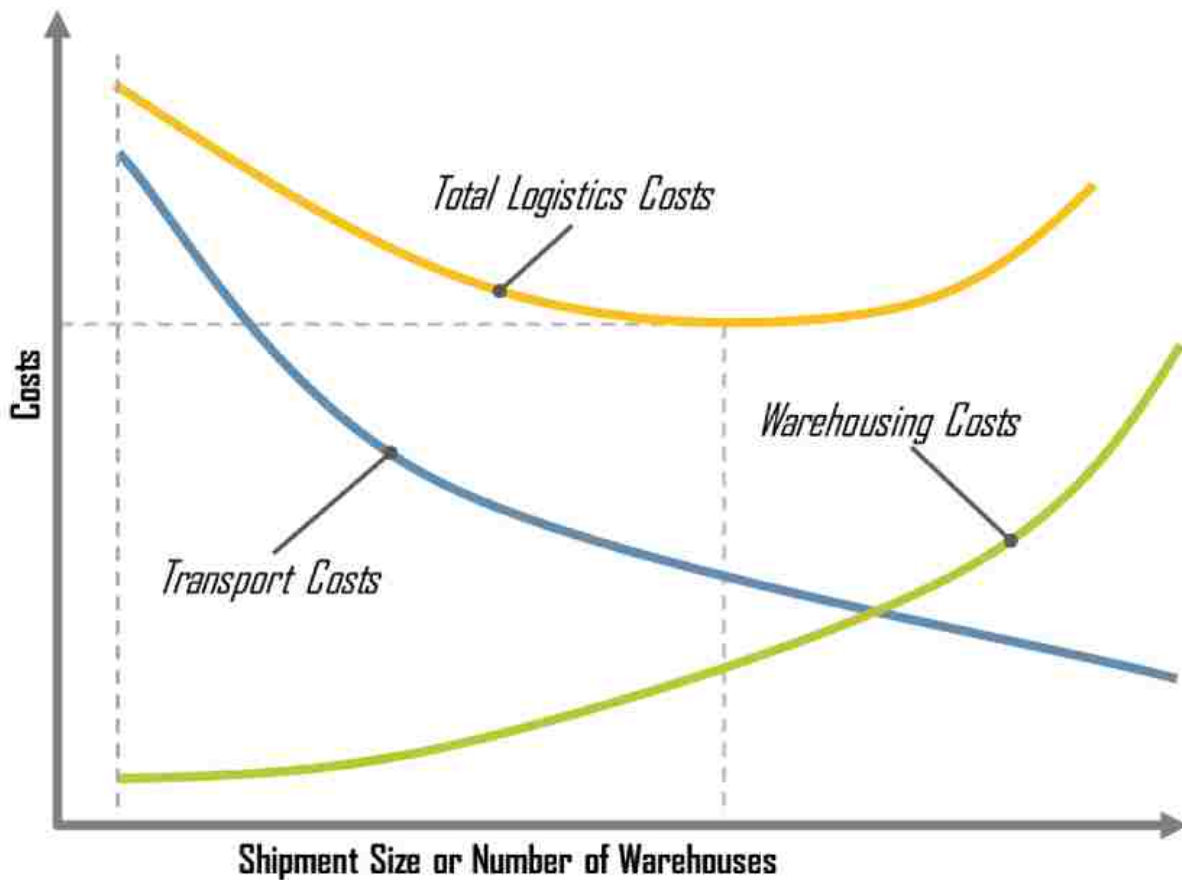 Total Logistics Costs
Costs
Warehousing Costs
Transport Costs
Shipment Size or Number of Warehouses